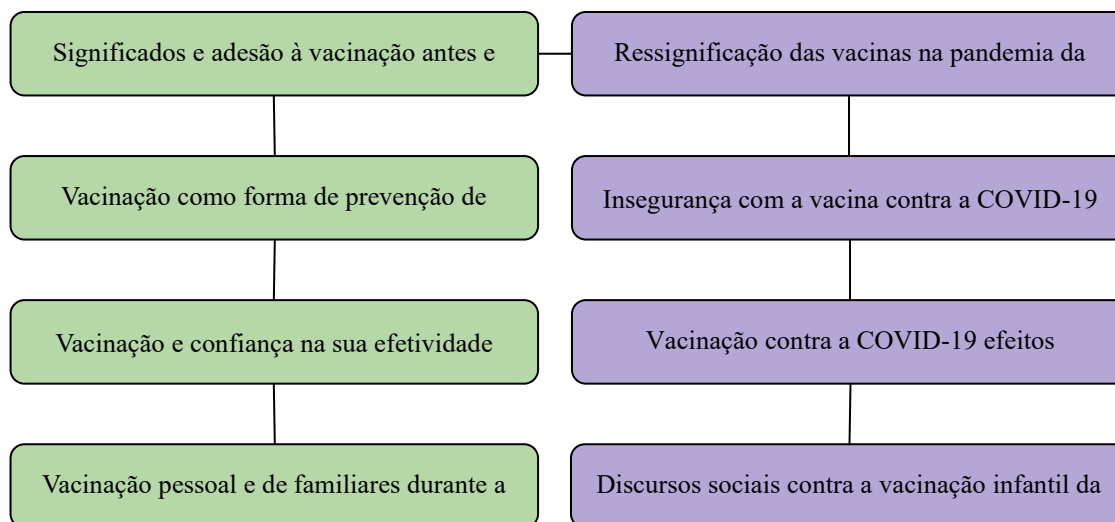 Significados e adesão à vacinação antes e
Ressignificação das vacinas na pandemia da
Vacinação como forma de prevenção de
Insegurança com a vacina contra a COVID-19
Vacinação e confiança na sua efetividade
Vacinação contra a COVID-19 efeitos
Vacinação pessoal e de familiares durante a
Discursos sociais contra a vacinação infantil da